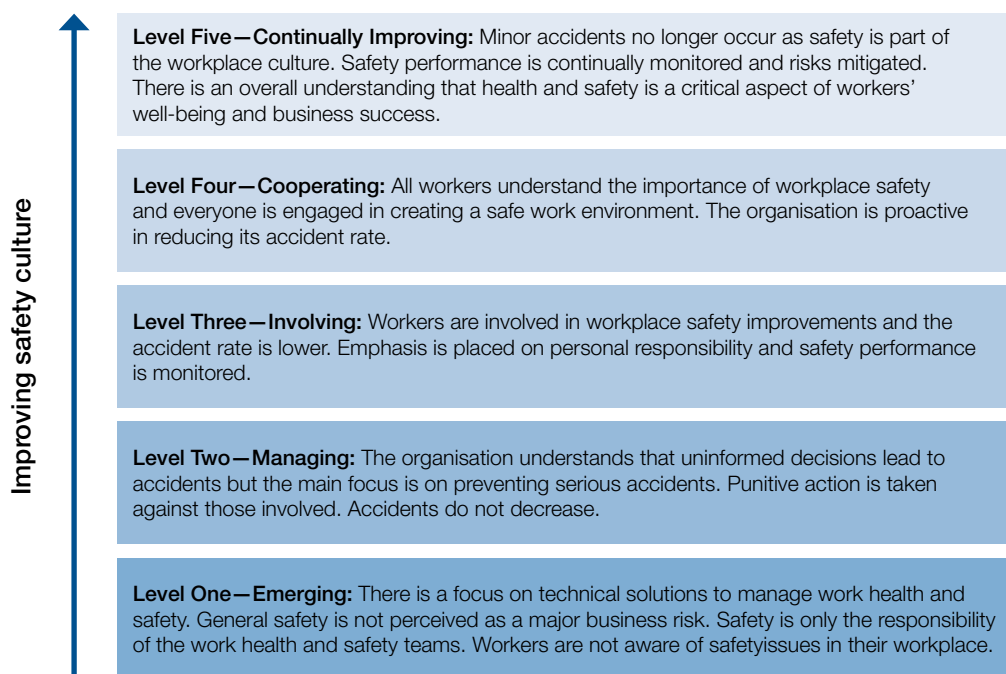 Improving safety culture
Level Five—Continually Improving: Minor accidents no longer occur as safety is part of
the workplace culture. Safety performance is continually monitored and risks mitigated.
There is an overall understanding that health and safety is a critical aspect of workers’
well-being and business success.
Level Four—Cooperating: All workers understand the importance of workplace safety
and everyone is engaged in creating a safe work environment. The organisation is proactive
in reducing its accident rate.
Level Three—Involving: Workers are involved in workplace safety improvements and the
accident rate is lower. Emphasis is placed on personal responsibility and safety performance
is monitored.
Level Two—Managing: The organisation understands that uninformed decisions lead to
accidents but the main focus is on preventing serious accidents. Punitive action is taken
against those involved. Accidents do not decrease.
Level One—Emerging: There is a focus on technical solutions to manage work health and
safety. General safety is not perceived as a major business risk. Safety is only the responsibility
of the work health and safety teams. Workers are not aware of safetyissues in their workplace.